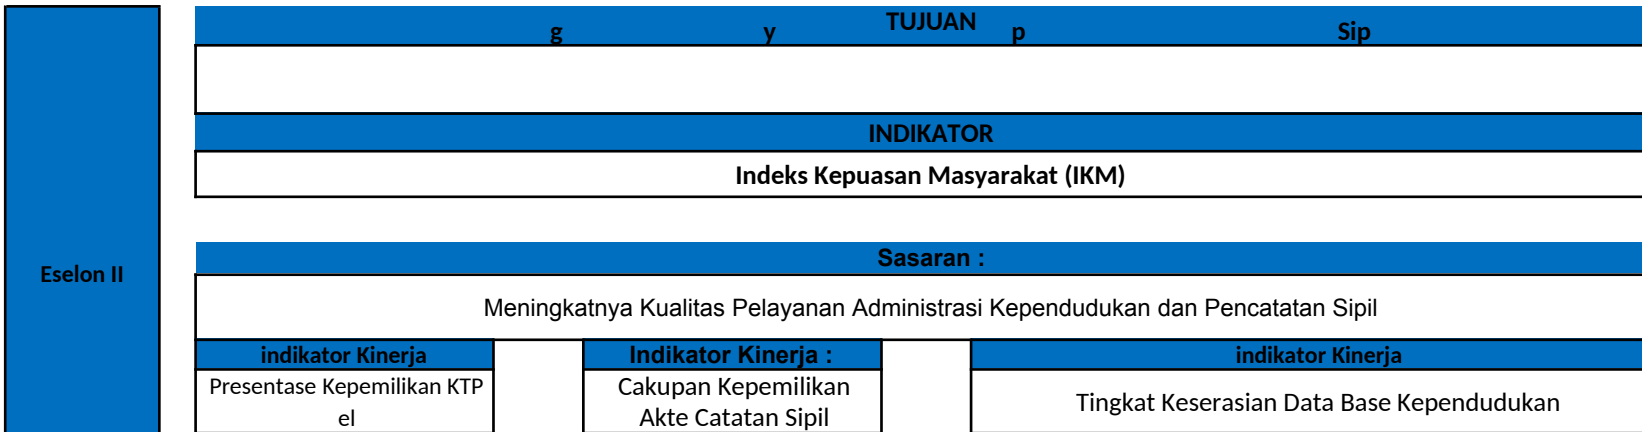 TUJUAN
g y p Sip
INDIKATOR
Indeks Kepuasan Masyarakat (IKM)
Eselon II
Sasaran :
Meningkatnya Kualitas Pelayanan Administrasi Kependudukan dan Pencatatan Sipil
indikator Kinerja
Presentase Kepemilikan KTP
el
Indikator Kinerja :
Cakupan Kepemilikan
Akte Catatan Sipil
indikator Kinerja
Tingkat Keserasian Data Base Kependudukan